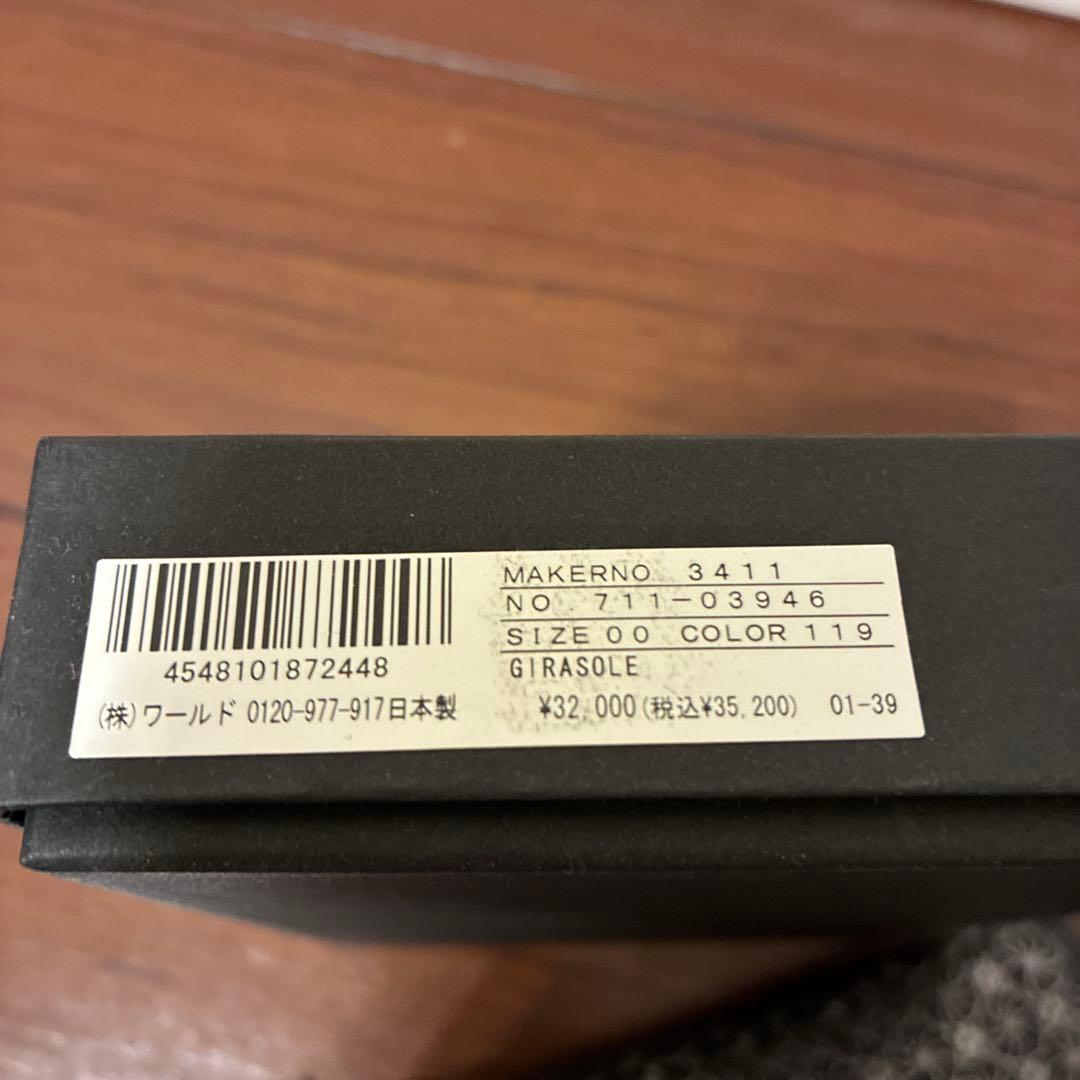 4548101872448
(株)ワールド 0120-977-917日本製
MAKERNO. 3411
NO. 711-03946
SIZE 00 COLOR 119
GIRASOLE
¥32,000(税込¥35,200) 01-39